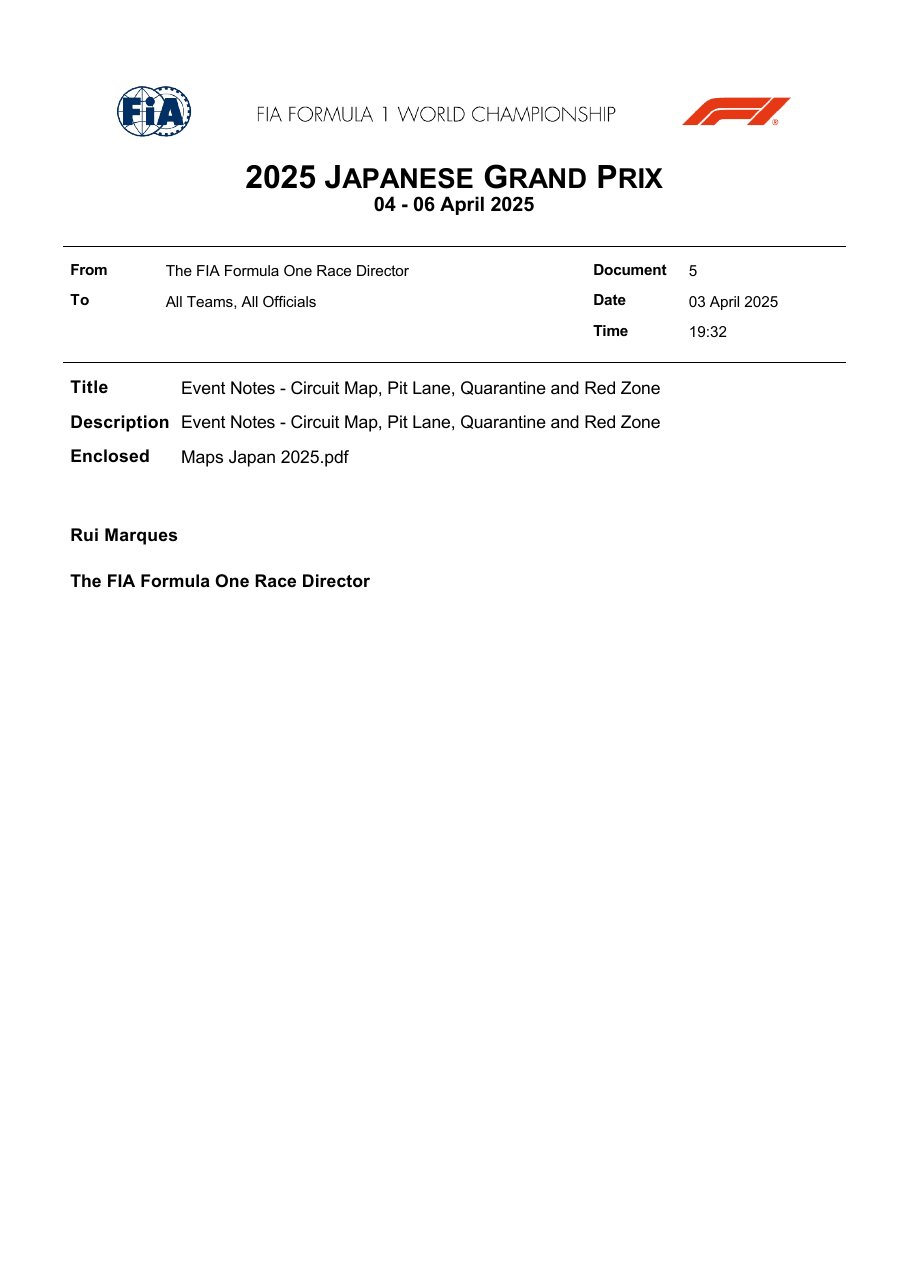 FiA
FIA FORMULA 1 WORLD CHAMPIONSHIP
F1®
2025 JAPANESE GRAND PRIX
04 - 06 April 2025
From The FIA Formula One Race Director Document 5
To All Teams, All Officials Date 03 April 2025
Time 19:32
Title Event Notes - Circuit Map, Pit Lane, Quarantine and Red Zone
Description Event Notes - Circuit Map, Pit Lane, Quarantine and Red Zone
Enclosed Maps Japan 2025.pdf
Rui Marques
The FIA Formula One Race Director